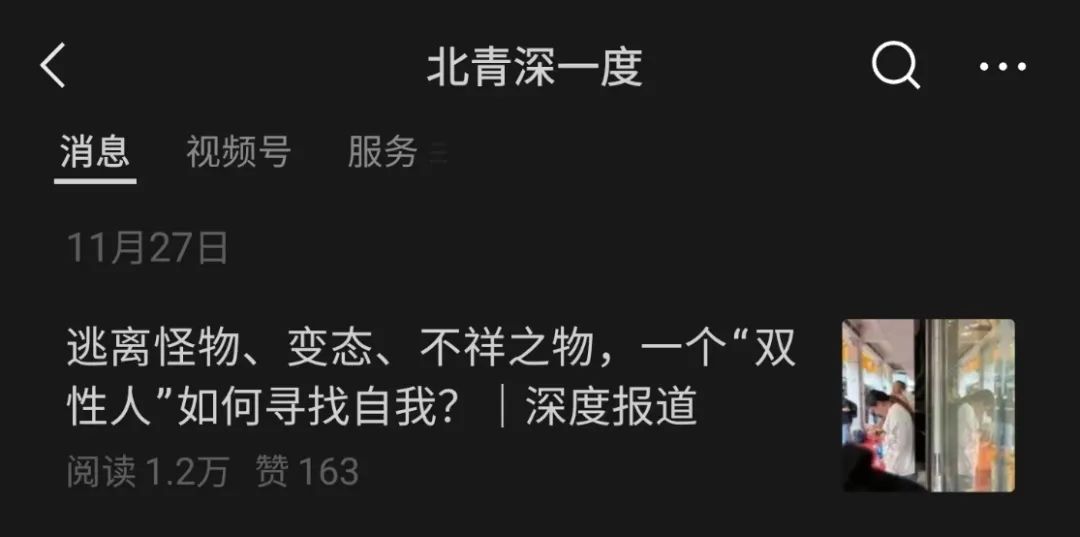 北青深一度
消息 视频号 服务
11月27日
逃离怪物、变态、不祥之物，一个“双
性人”如何寻找自我？｜深度报道
阅读 1.2万 赞 163